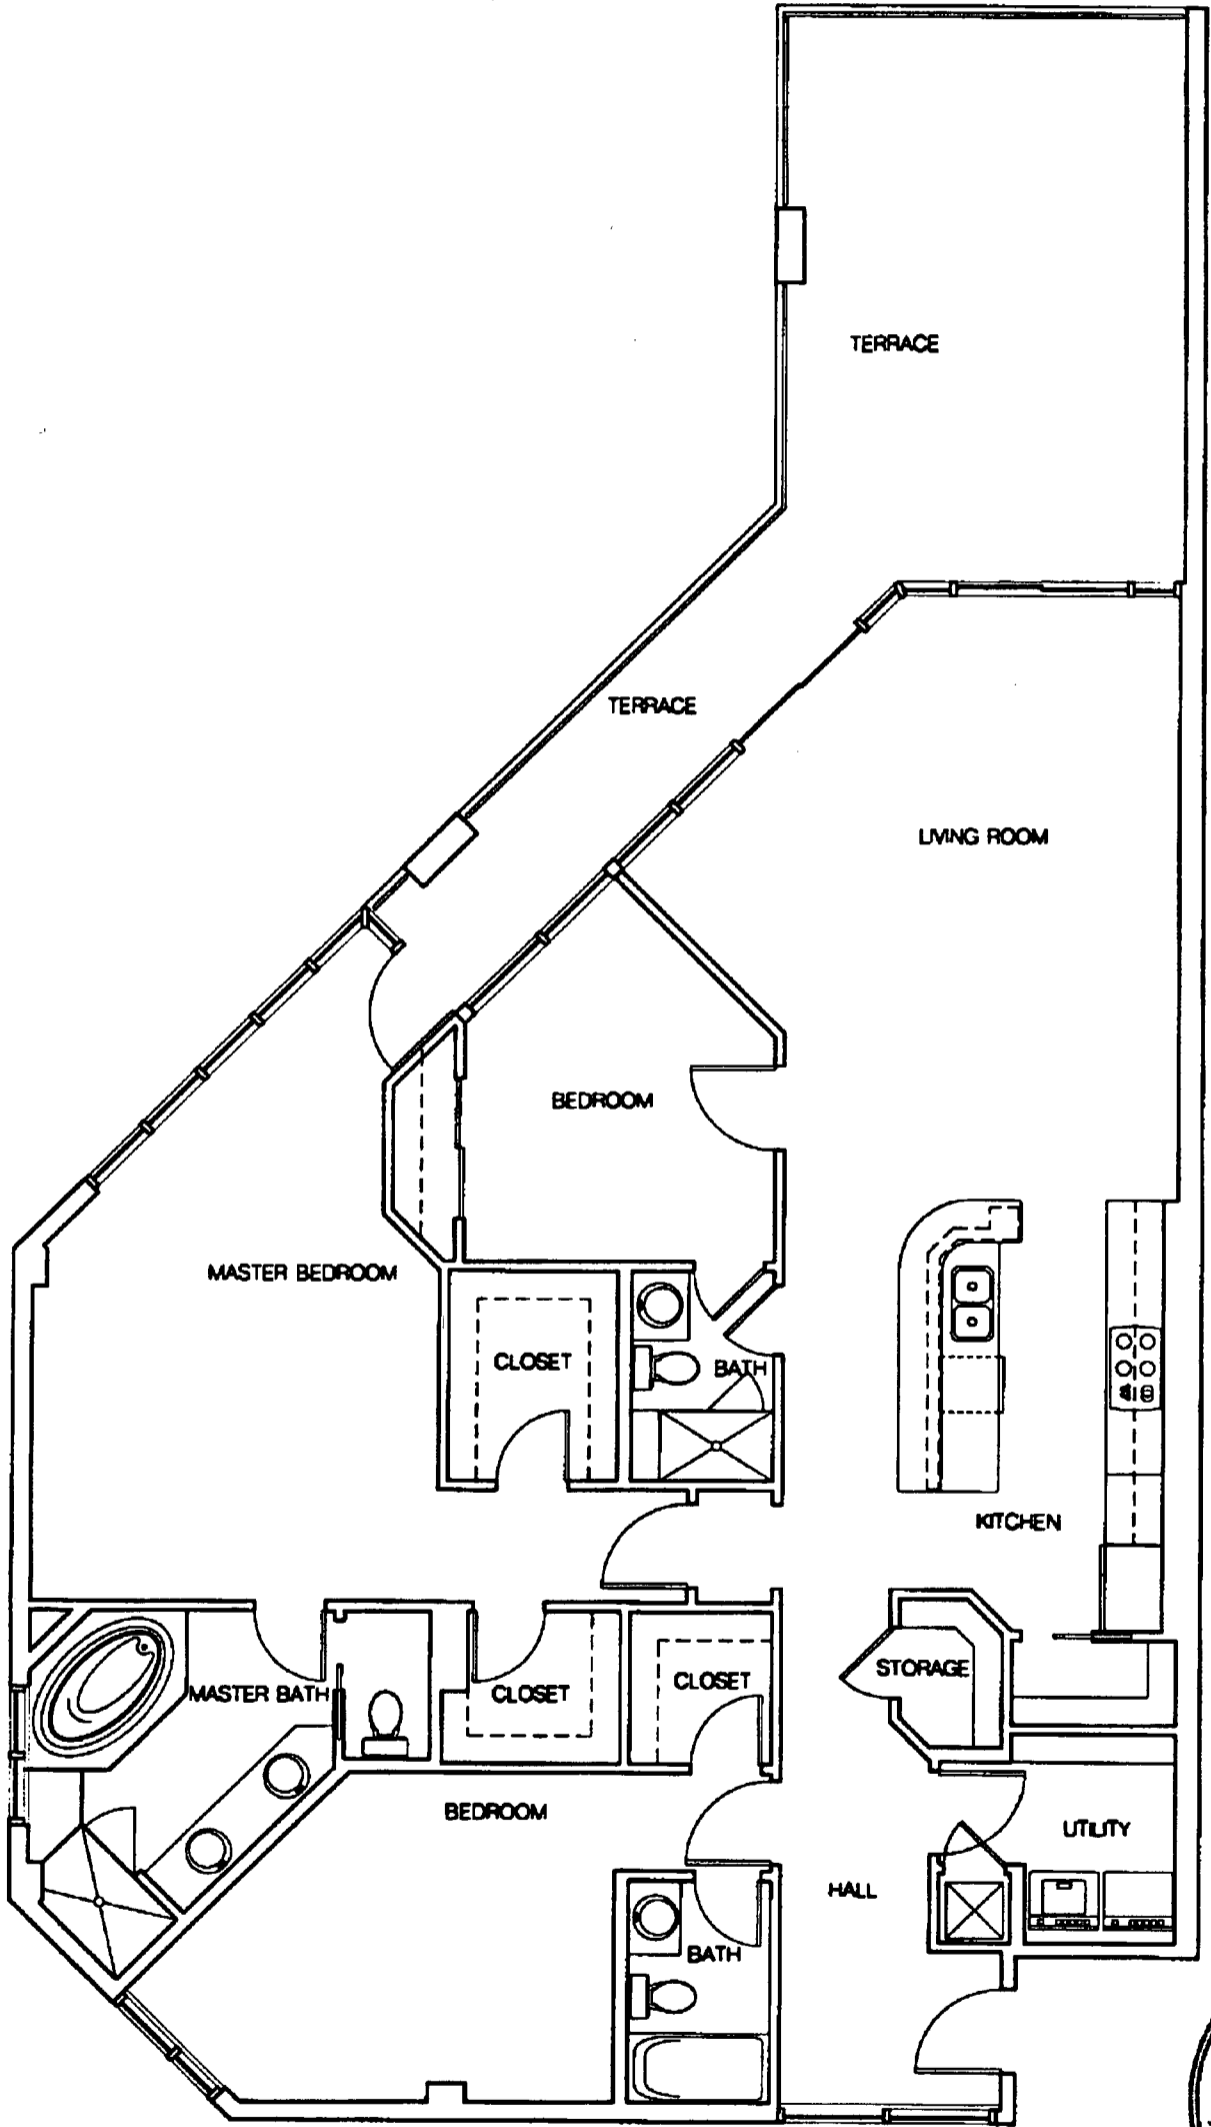 TERRACE
TERRACE
LIVING ROOM
BEDROOM
MASTER BEDROOM
CLOSET
BATH
KITCHEN
STORAGE
CLOSET
MASTER BATH
CLOSET
BEDROOM
UTILITY
HALL
BATH